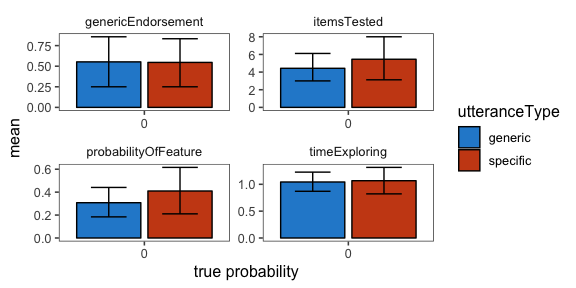 genericEndorsement
itemsTested
0.75
0.50
0.25
0.00
0
8
6
4
2
0
0
probabilityOfFeature
timeExploring
0.6
0.4
0.2
0.0
0
1.0
0.5
0.0
0
mean
true probability
utteranceType
generic
specific